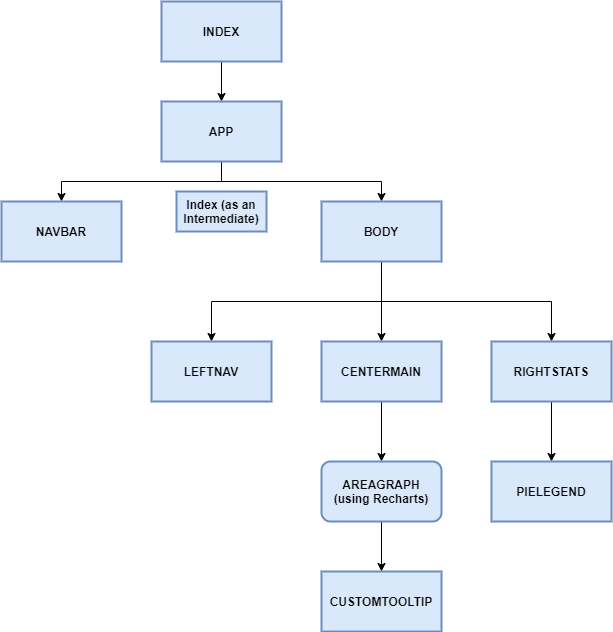 INDEX
APP
Index (as an
Intermediate)
NAVBAR
BODY
LEFTNAV
CENTERMAIN
RIGHTSTATS
AREAGRAPH
(using Recharts)
PIELEGEND
CUSTOMTOOLTIP